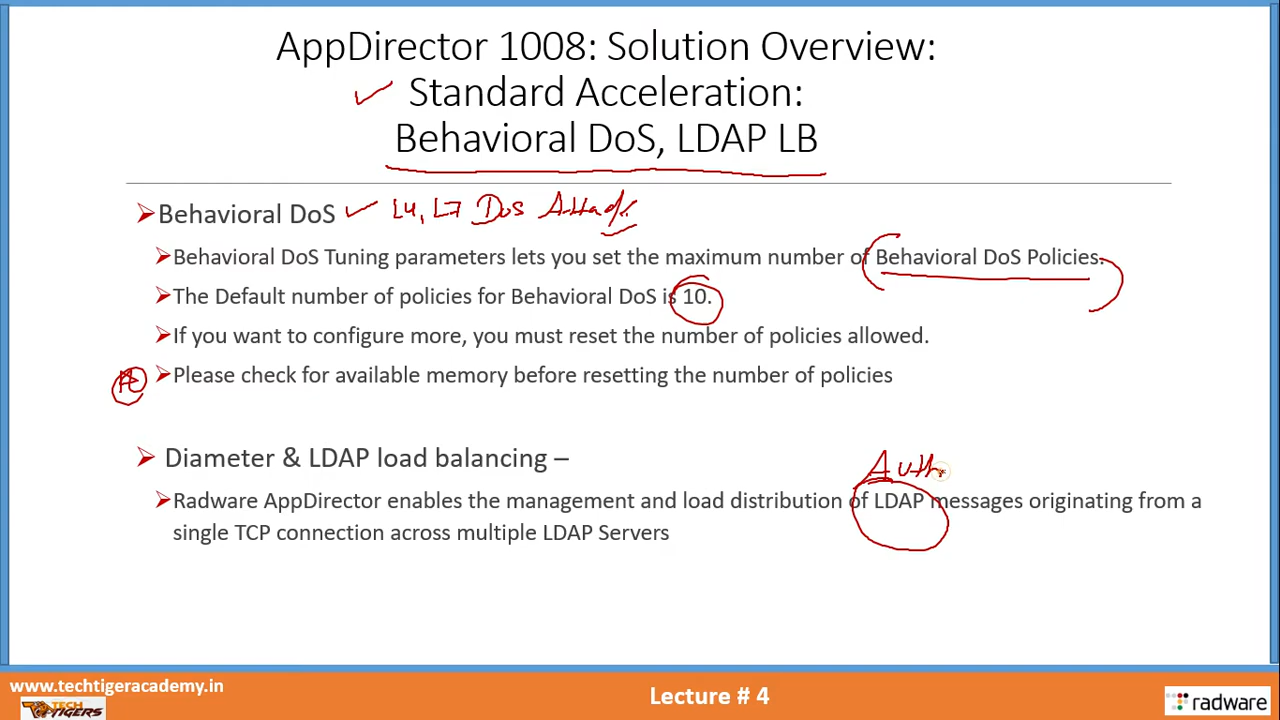 AppDirector 1008: Solution Overview:
Standard Acceleration:
Behavioral DoS, LDAP LB
Behavioral DoS L4, L7 DoS Attack
Behavioral DoS Tuning parameters lets you set the maximum number of Behavioral DoS Policies.
The Default number of policies for Behavioral DoS is 10.
If you want to configure more, you must reset the number of policies allowed.
Please check for available memory before resetting the number of policies
Diameter & LDAP load balancing –
Auth
Radware AppDirector enables the management and load distribution of LDAP messages originating from a
single TCP connection across multiple LDAP Servers
www.techtigeracademy.in
TECH
TIGERS
Lecture # 4
radware